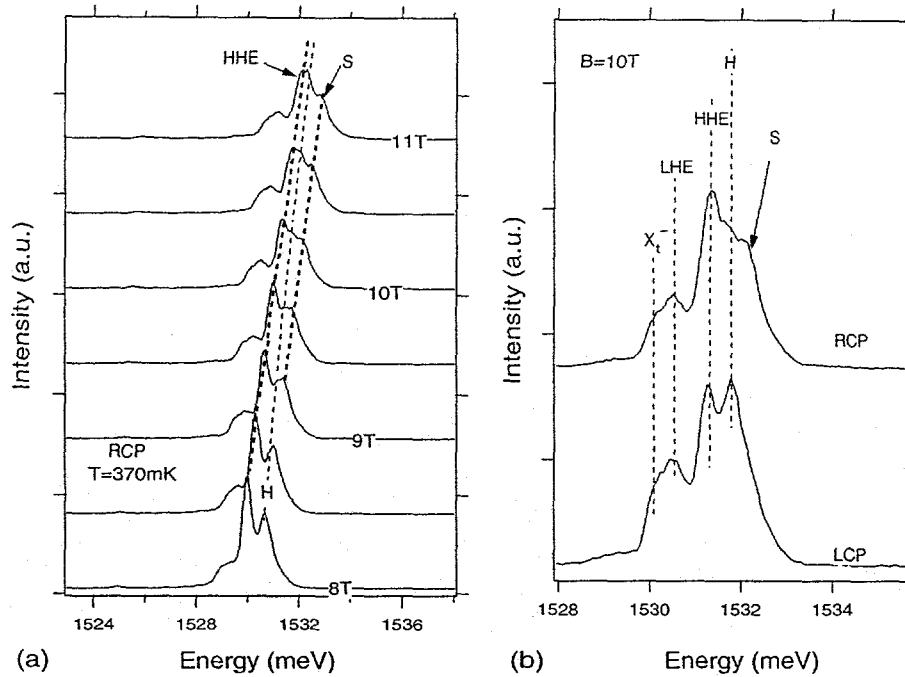 HHE
S
11T
10T
9T
RCP
T=370mK
H
8T
Intensity (a.u.)
1524
1528
1532
1536
(a)
Energy (meV)
B=10T
H
HHE
S
LHE
Xt-
RCP
LCP
Intensity (a.u.)
1528
1530
1532
1534
(b)
Energy (meV)